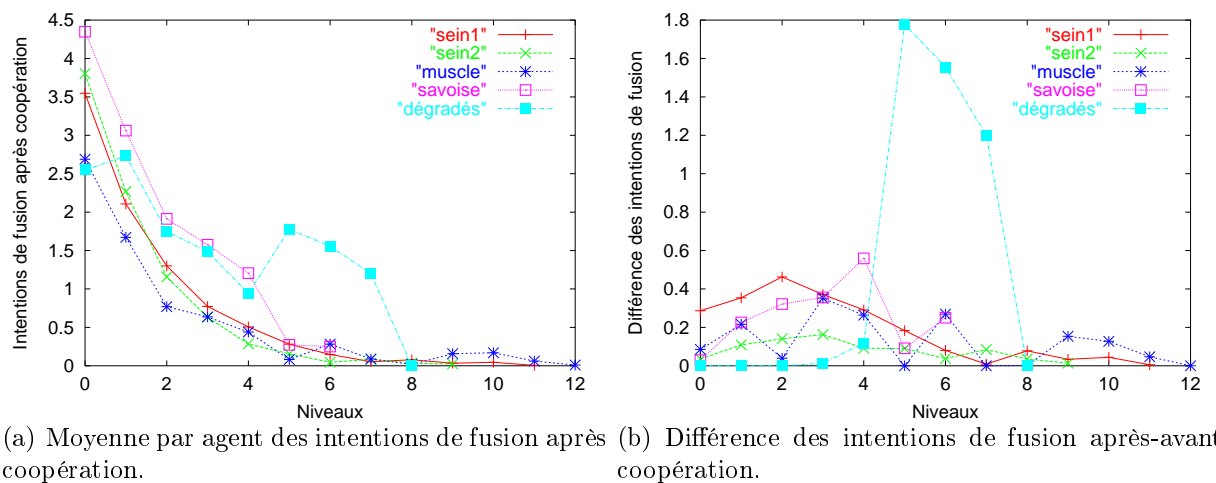 4.5
4
3.5
3
2.5
2
1.5
1
0.5
0
0 2 4 6 8 10 12
Intentions de fusion après coopération
Niveaux
"sein1"
"sein2"
"muscle"
"savoise"
"dégradés"
(a) Moyenne par agent des intentions de fusion après
coopération.
1.8
1.6
1.4
1.2
1
0.8
0.6
0.4
0.2
0
0 2 4 6 8 10 12
Différence des intentions de fusion
Niveaux
"sein1"
"sein2"
"muscle"
"savoise"
"dégradés"
(b) Différence des intentions de fusion après-avant
coopération.